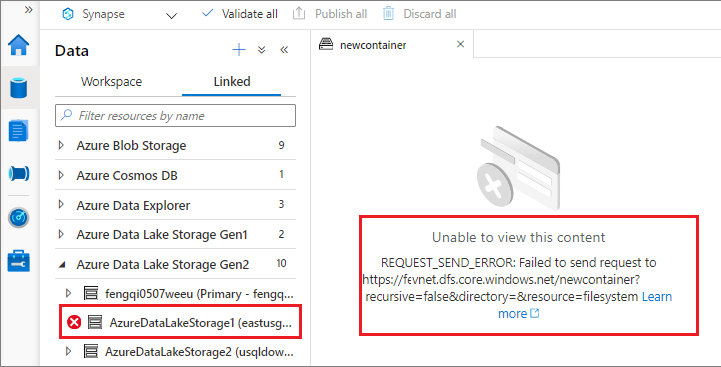 »
Synapse
Validate all
Publish all
Discard all
Data
Workspace
Linked
Filter resources by name
Azure Blob Storage 9
Azure Cosmos DB 1
Azure Data Explorer 3
Azure Data Lake Storage Gen1 2
Azure Data Lake Storage Gen2 10
fengqi0507weeu (Primary - fengq...
AzureDataLakeStorage1 (eastusg...
AzureDataLakeStorage2 (usqldow...
newcontainer
Unable to view this content
REQUEST_SEND_ERROR: Failed to send request to
https://fevnet.dfs.core.windows.net/newcontainer?
recursive=false&directory=&resource=filesystem Learn
more